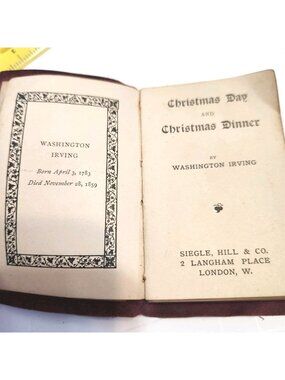 WASHINGTON
IRVING
Born April 3, 1783
Died November 28, 1859
Christmas Day
AND
Christmas Dinner
BY
WASHINGTON IRVING
SIEGLE, HILL & CO.
2 LANGHAM PLACE
LONDON, W.